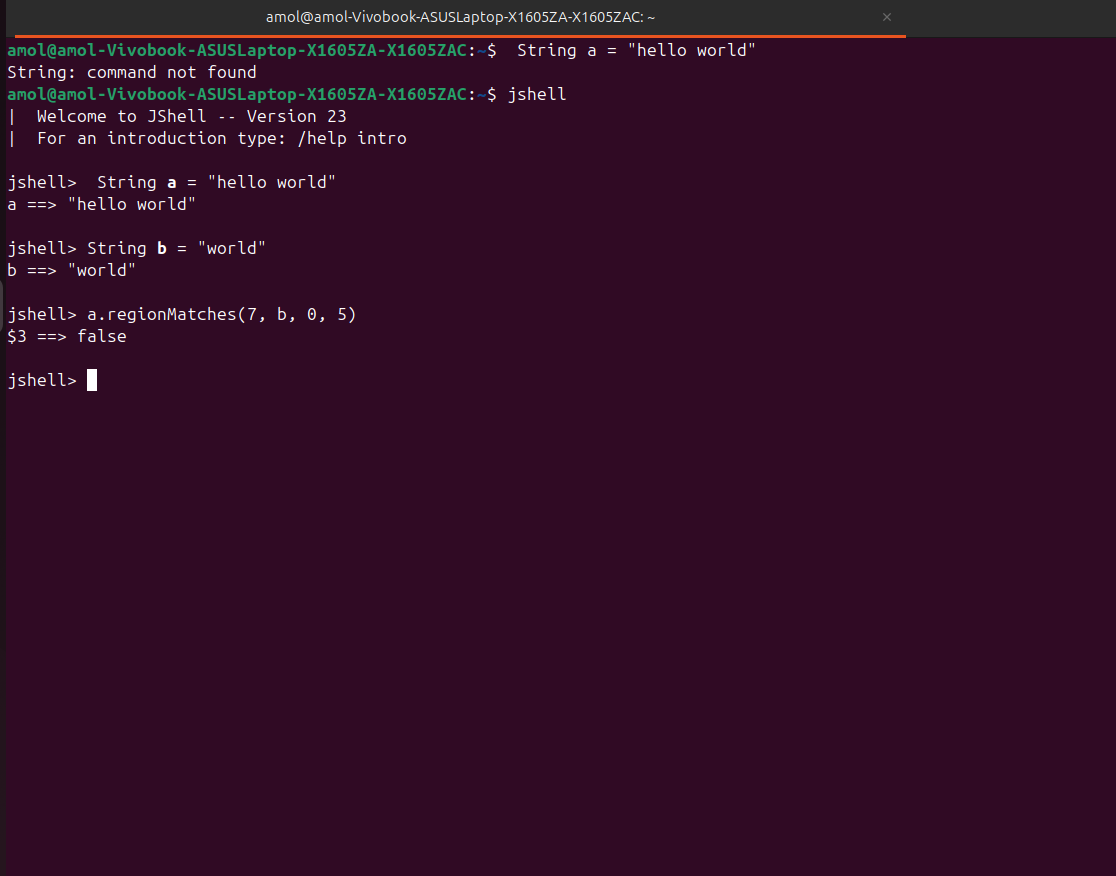 amol@amol-Vivobook-ASUSLaptop-X1605ZA-X1605ZAC: ~ ×
amol@amol-Vivobook-ASUSLaptop-X1605ZA-X1605ZAC:~$  String a = "hello world"
String: command not found
amol@amol-Vivobook-ASUSLaptop-X1605ZA-X1605ZAC:~$ jshell
|  Welcome to JShell -- Version 23
|  For an introduction type: /help intro
jshell>  String a = "hello world"
a ==> "hello world"
jshell> String b = "world"
b ==> "world"
jshell> a.regionMatches(7, b, 0, 5)
$3 ==> false
jshell>